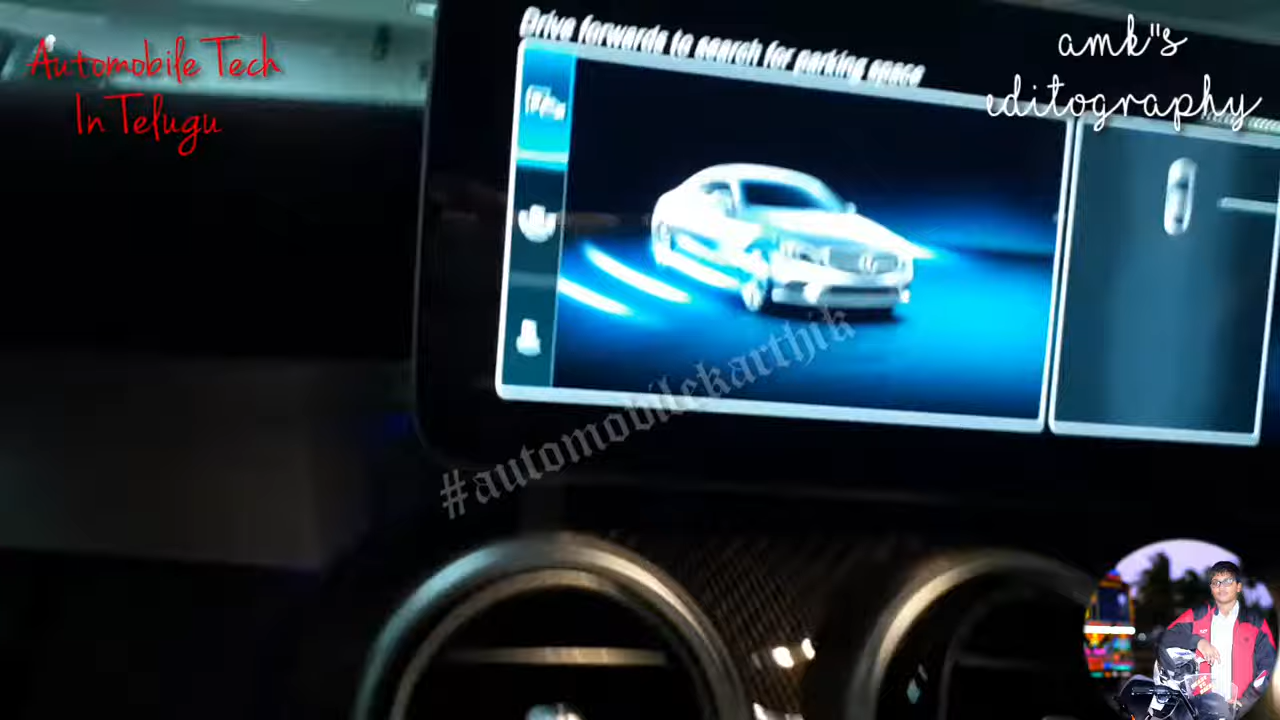 Drive forwards to search for parking space
Automobile Tech
In Telugu
amk"s
editography
#automobilekarthik